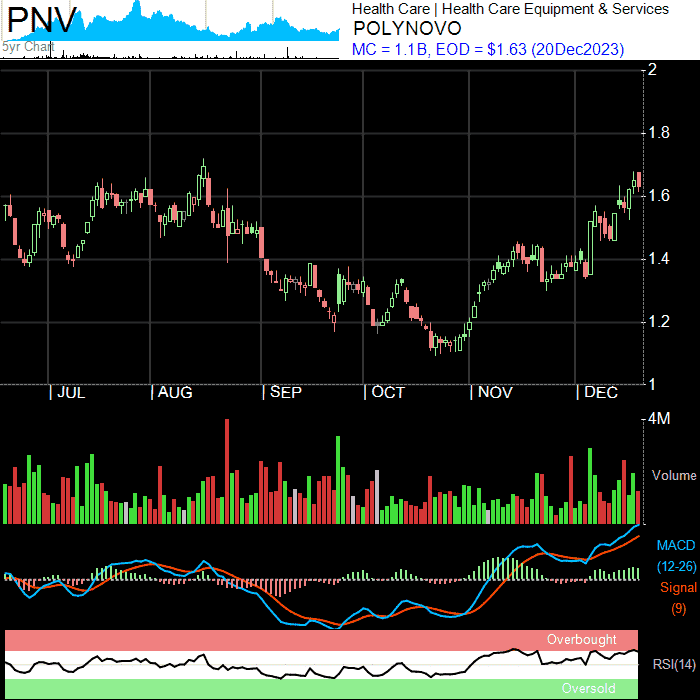 PNV
5yr Chart
Health Care | Health Care Equipment & Services
POLYNOVO
MC = 1.1B, EOD = $1.63 (20Dec2023)
2
1.8
1.6
1.4
1.2
1
| JUL | AUG | SEP | OCT | NOV | DEC
4M
Volume
MACD
(12-26)
Signal
(9)
Overbought
RSI(14)
Oversold